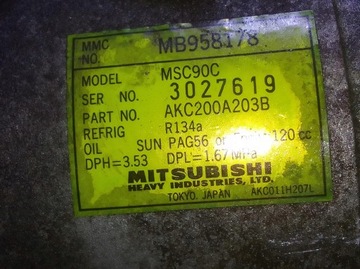 MMC NO. MB958178
MODEL MSC90C
SER NO. 3027619
PART NO. AKC200A203B
REFRIG R134a
OIL SUN PAG56 or 120 cc
DPH=3.53 DPL=1.67 MPa
MITSUBISHI
HEAVY INDUSTRIES, LTD.
TOKYO, JAPAN AKC011H207L